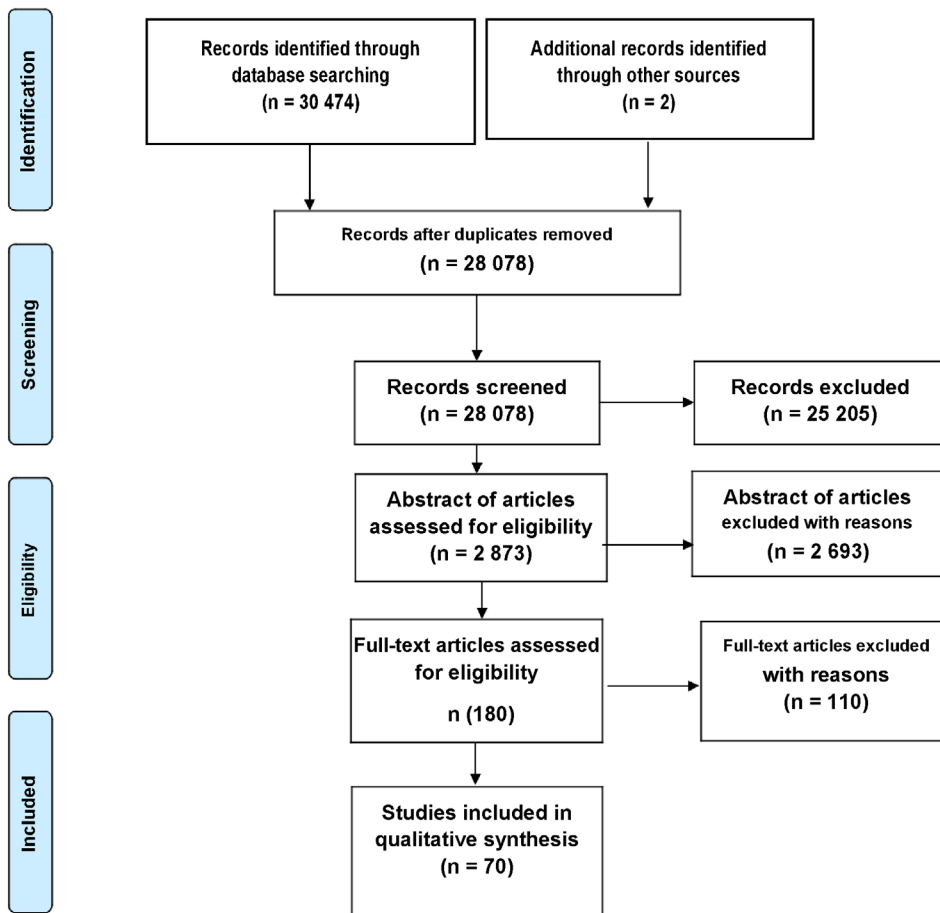 Identification
Records identified through
database searching
(n = 30 474)
Additional records identified
through other sources
(n = 2)
Records after duplicates removed
(n = 28 078)
Screening
Records screened
(n = 28 078)
Records excluded
(n = 25 205)
Eligibility
Abstract of articles
assessed for eligibility
(n = 2 873)
Abstract of articles
excluded with reasons
(n = 2 693)
Full-text articles assessed
for eligibility
n (180)
Full-text articles excluded
with reasons
(n = 110)
Included
Studies included in
qualitative synthesis
(n = 70)